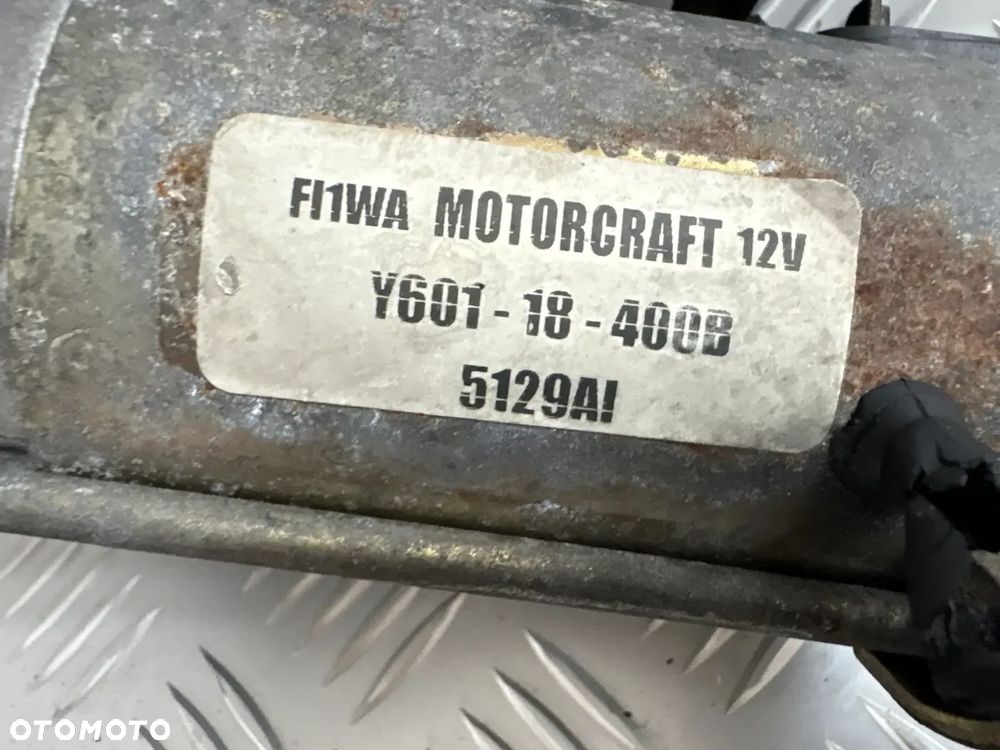 FI1WA MOTORCRAFT 12V
Y601-18-400B
5129AI
OTOMOTO